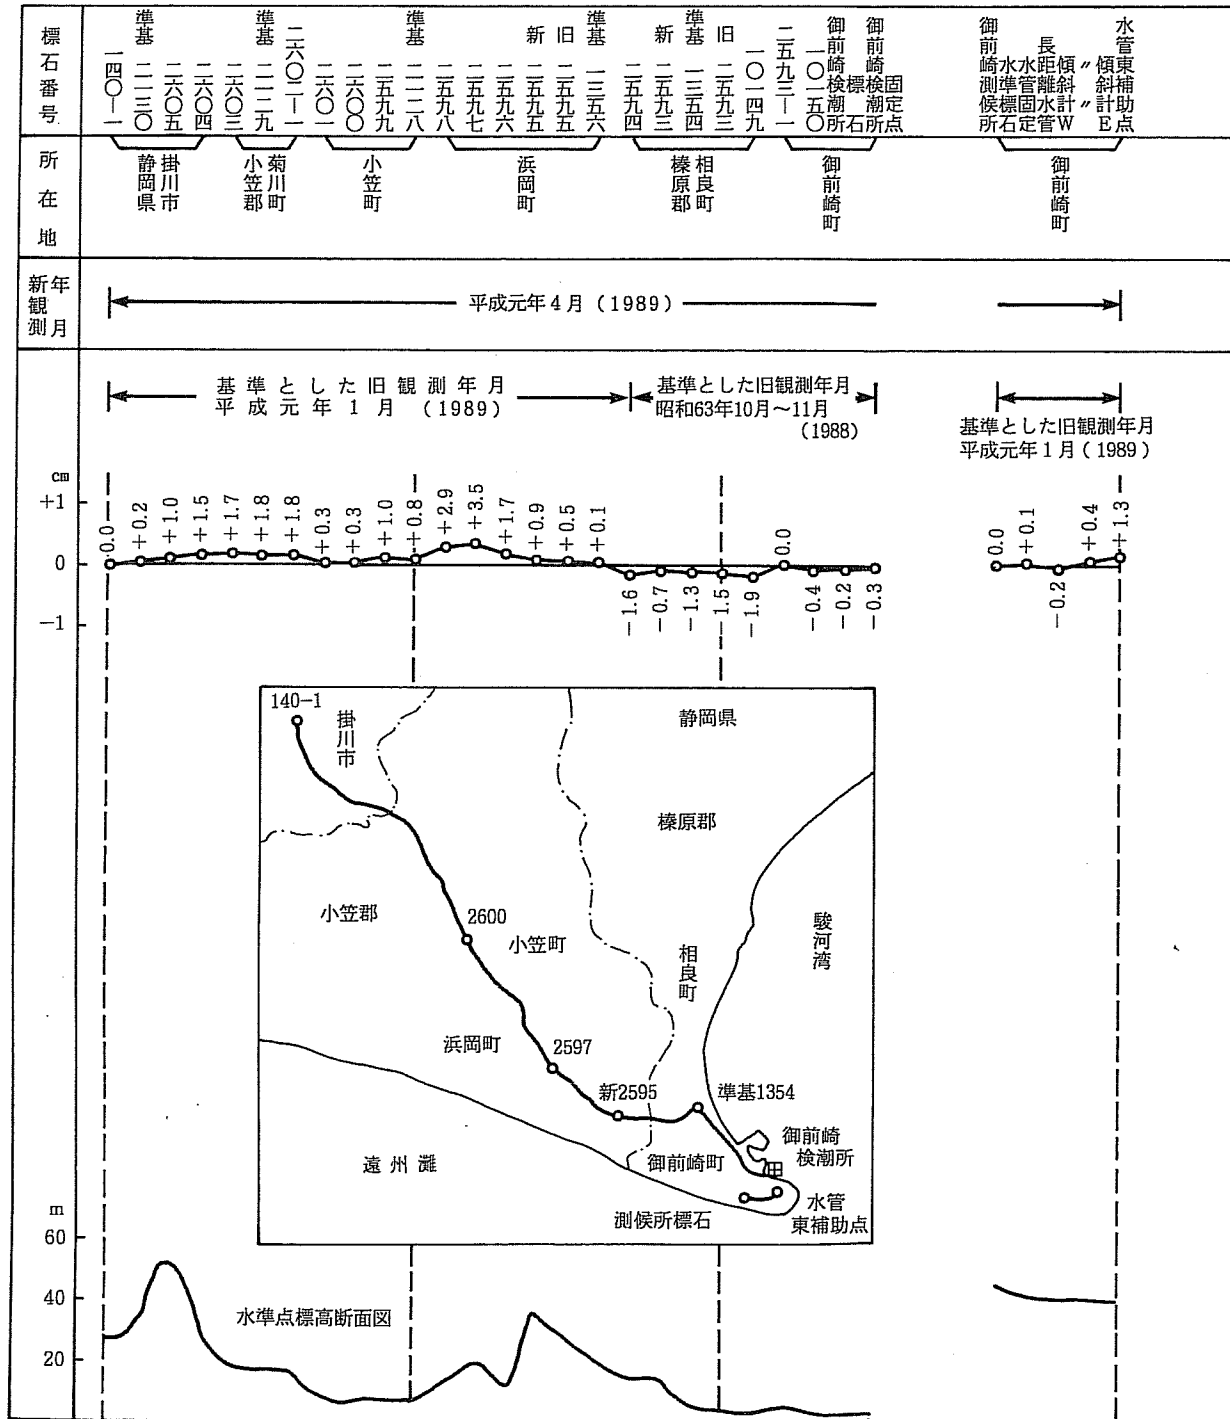 標石番号
一四〇—一
準基 二一三〇
二六〇五
二六〇四
二六〇三
準基 二一二九
二六〇二—一
二六〇一
二六〇〇
二五九九
準基 二一二八
二五九八
二五九七
二五九六
新 二五九五
旧 二五九五
準基 一三五六
二五九四
新 二五九三
準基 一三五四
旧 二五九三
一〇一四九
二五九三—一
一〇一五〇
御前崎検潮所
標石
御前崎検潮所
固定点
御前崎測候所
水準標石
水管固定
長距離水管
傾斜計W
〃〃
傾斜計E
水管東補助点
所在地
静岡県
掛川市
小笠郡
菊川町
小笠町
浜岡町
榛原郡
相良町
御前崎町
御前崎町
新観測
年月
平成元年4月(1989)
基準とした旧観測年月
平成元年1月 (1989)
基準とした旧観測年月
昭和63年10月～11月
(1988)
基準とした旧観測年月
平成元年1月(1989)
cm
+1
0
-1
0.0
+0.2
+1.0
+1.5
+1.7
+1.8
+1.8
+0.3
+0.3
+1.0
+0.8
+2.9
+3.5
+1.7
+0.9
+0.5
+0.1
-1.6
-0.7
-1.3
-1.5
-1.9
0.0
-0.4
-0.2
-0.3
0.0
+0.1
-0.2
+0.4
+1.3
140-1
掛川市
静岡県
榛原郡
小笠郡
2600
小笠町
駿河湾
相良町
浜岡町
2597
新2595
準基1354
御前崎
検潮所
遠州灘
御前崎町
測候所標石
水管
東補助点
m
60
40
20
水準点標高断面図